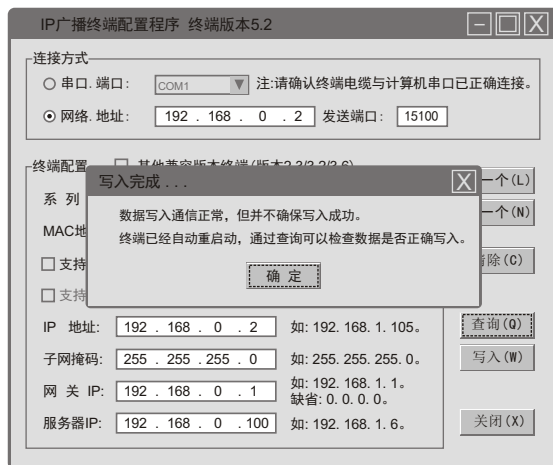 IP广播终端配置程序 终端版本5.2
连接方式
串口. 端口: COM1 注:请确认终端电缆与计算机串口已正确连接。
网络. 地址: 192 . 168 . 0 . 2 发送端口: 15100
终端配置 其他兼容版本终端(版本2.3/3.2/3.6)
写入完成 . . . X
一个(L)
系 列
数据写入通信正常，但并不确保写入成功。
一个(N)
MAC地
终端已经自动重启动，通过查询可以检查数据是否正确写入。
支持
确 定
除(C)
支持
IP 地址: 192 . 168 . 0 . 2 如: 192. 168. 1. 105。
查询(Q)
子网掩码: 255 . 255 . 255 . 0 如: 255. 255. 255. 0。
写入(W)
网 关 IP: 192 . 168 . 0 . 1 如: 192. 168. 1. 1。
缺省: 0. 0. 0. 0。
服务器IP: 192 . 168 . 0 . 100 如: 192. 168. 1. 6。
关闭(X)